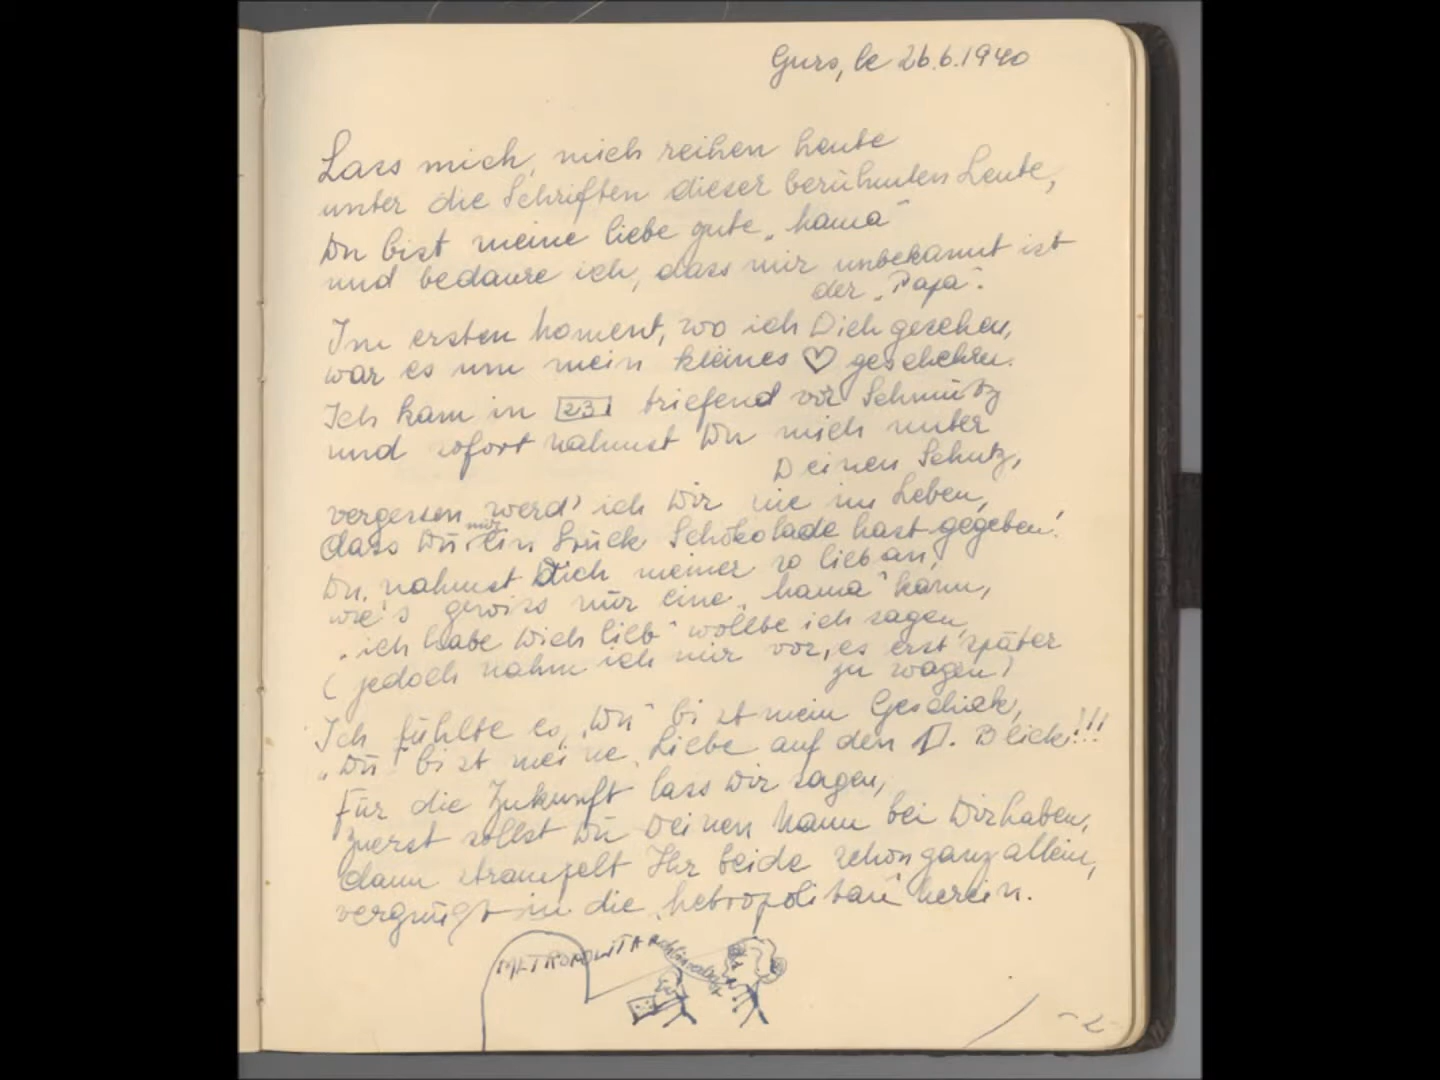 Gurs, le 26.6.1940
Lass mich, mich reihen heute
unter die Schriften dieser berühmten Leute,
Du bist meine liebe gute „Mama"
und bedaure ich, dass mir unbekannt ist
der „Papa".
Im ersten Moment, wo ich Dich gesehen,
war es um mein kleines ♡ geschehen.
Ich kam in 23 triefend vor Schmutz
und sofort nahmst Du mich unter
Deinen Schutz,
vergessen werd' ich Dir nie im Leben,
dass Du mir ein Stück Schokolade hast gegeben!
Du nahmst Dich meiner so lieb an,
wie's gewiss nur eine „Mama" kann,
„ich habe Dich lieb" wollte ich sagen,
(jedoch nahm ich mir vor, es erst später
zu wagen)
Ich fühlte es, „Du" bist mein Geschick,
„Du" bist meine Liebe auf den I. Blick!!!
Für die Zukunft lass Dir sagen,
zuerst sollst Du Deinen Mann bei Dir haben,
dann strampelt Ihr beide schon ganz allein,
vergnügt in die „Metropolitan" herein.
METROPOLITAN
- 2